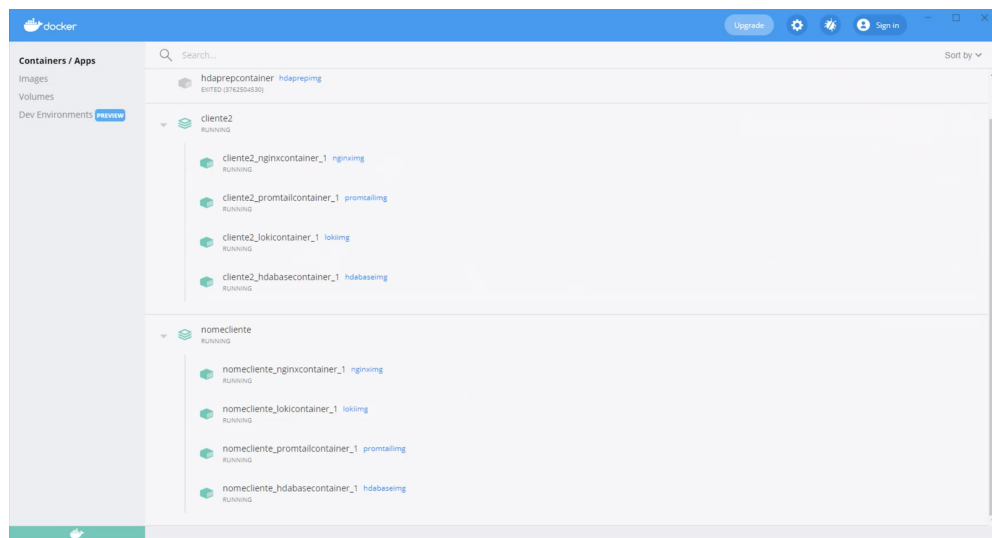 docker
Upgrade
Sign in
Containers / Apps
Images
Volumes
Dev Environments PREVIEW
Search...
Sort by
hdaprepcontainer hdaprepimg
EXITED (3762504530)
cliente2
RUNNING
cliente2_nginxcontainer_1 nginximg
RUNNING
cliente2_promtailcontainer_1 promtailimg
RUNNING
cliente2_lokicontainer_1 lokiimg
RUNNING
cliente2_hdabasecontainer_1 hdabaseimg
RUNNING
nomecliente
RUNNING
nomecliente_nginxcontainer_1 nginximg
RUNNING
nomecliente_lokicontainer_1 lokiimg
RUNNING
nomecliente_promtailcontainer_1 promtailimg
RUNNING
nomecliente_hdabasecontainer_1 hdabaseimg
RUNNING